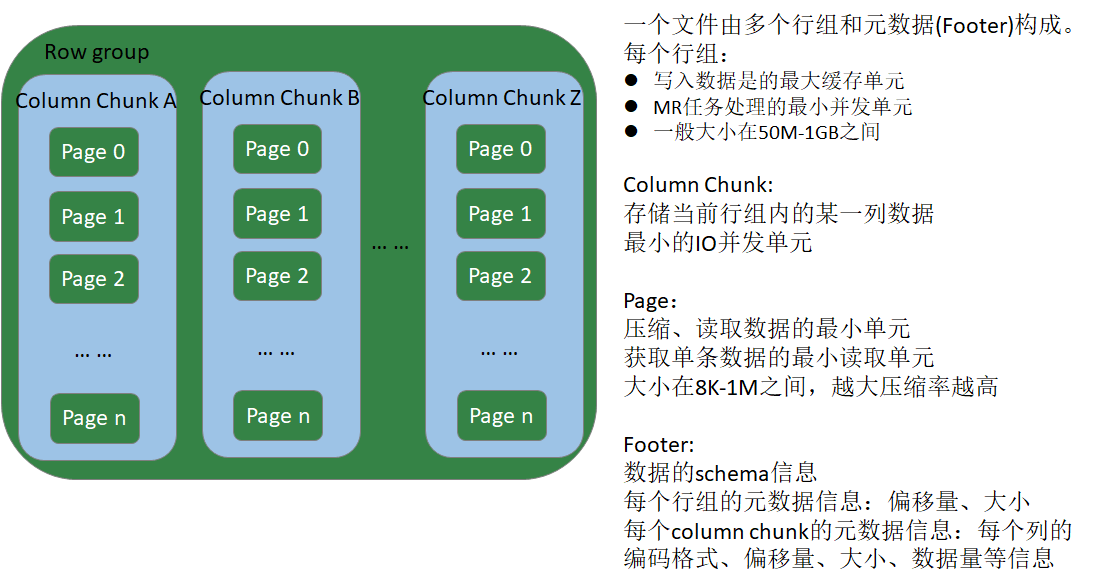 Row group
Column Chunk A
Page 0
Page 1
Page 2
... ...
Page n
Column Chunk B
Page 0
Page 1
Page 2
... ...
Page n
... ...
Column Chunk Z
Page 0
Page 1
Page 2
... ...
Page n
一个文件由多个行组和元数据(Footer)构成。
每个行组：
● 写入数据是的最大缓存单元
● MR任务处理的最小并发单元
● 一般大小在50M-1GB之间
Column Chunk:
存储当前行组内的某一列数据
最小的IO并发单元
Page：
压缩、读取数据的最小单元
获取单条数据的最小读取单元
大小在8K-1M之间，越大压缩率越高
Footer:
数据的schema信息
每个行组的元数据信息：偏移量、大小
每个column chunk的元数据信息：每个列的
编码格式、偏移量、大小、数据量等信息